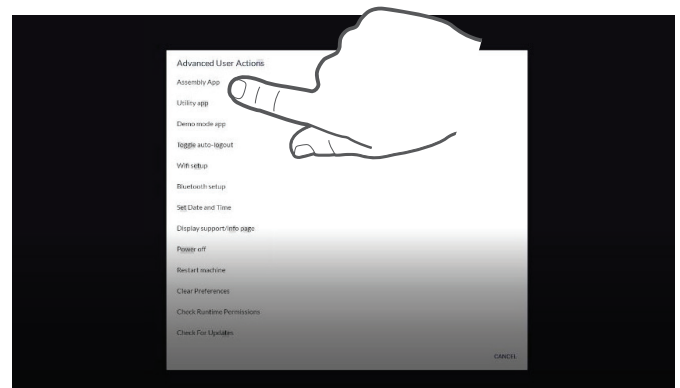 Advanced User Actions
Assembly App
Utility app
Demo mode app
Toggle auto-logout
Wifi setup
Bluetooth setup
Set Date and Time
Display support/info page
Power off
Restart machine
Clear Preferences
Check Runtime Permissions
Check For Updates
CANCEL